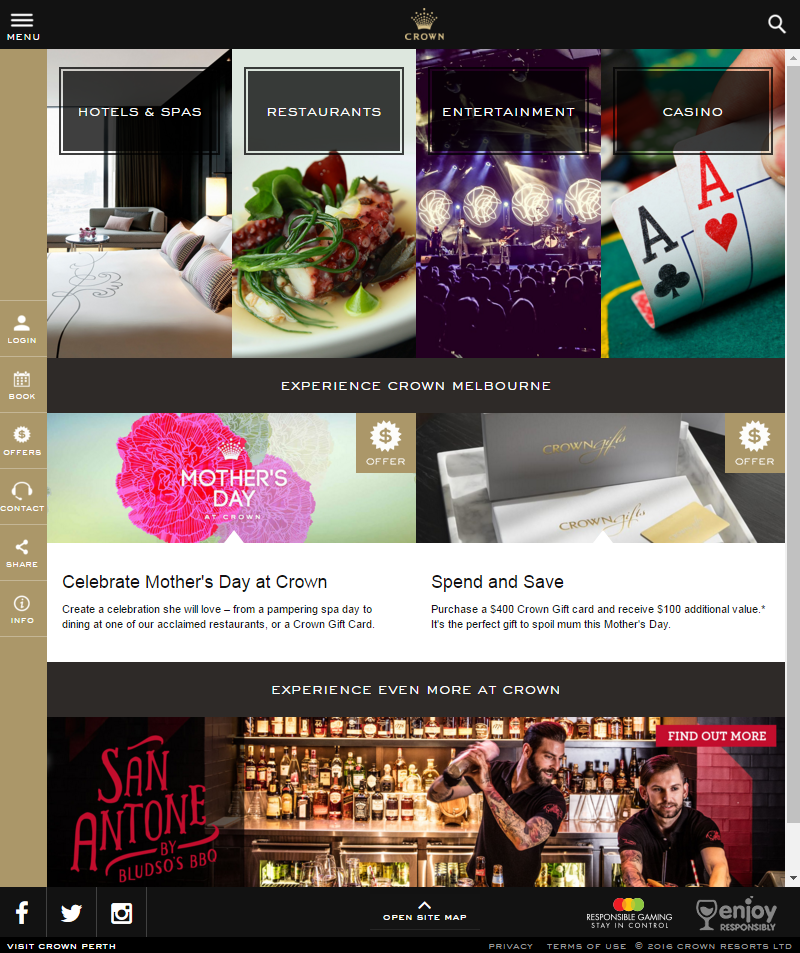 MENU
CROWN
HOTELS & SPAS
RESTAURANTS
ENTERTAINMENT
CASINO
A
A
EXPERIENCE CROWN MELBOURNE
LOGIN
BOOK
OFFERS
CONTACT
SHARE
INFO
MOTHER'S
DAY
AT CROWN
$
OFFER
CROWN gifts
CROWN gifts
$
OFFER
Celebrate Mother's Day at Crown
Create a celebration she will love – from a pampering spa day to
dining at one of our acclaimed restaurants, or a Crown Gift Card.
Spend and Save
Purchase a $400 Crown Gift card and receive $100 additional value.*
It's the perfect gift to spoil mum this Mother's Day.
EXPERIENCE EVEN MORE AT CROWN
SAN
ANTONE
BY
BLUDSO'S BBQ
FIND OUT MORE
OPEN SITE MAP
RESPONSIBLE GAMING
STAY IN CONTROL
enjoy
RESPONSIBLY
VISIT CROWN PERTH
PRIVACY TERMS OF USE © 2016 CROWN RESORTS LTD